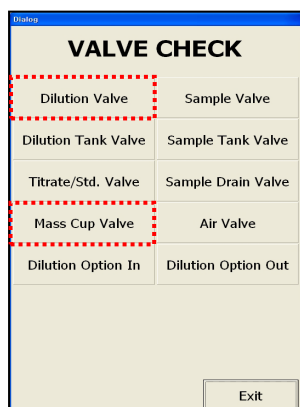 Dialog
VALVE CHECK
Dilution Valve Sample Valve
Dilution Tank Valve Sample Tank Valve
Titrate/Std. Valve Sample Drain Valve
Mass Cup Valve Air Valve
Dilution Option In Dilution Option Out
Exit